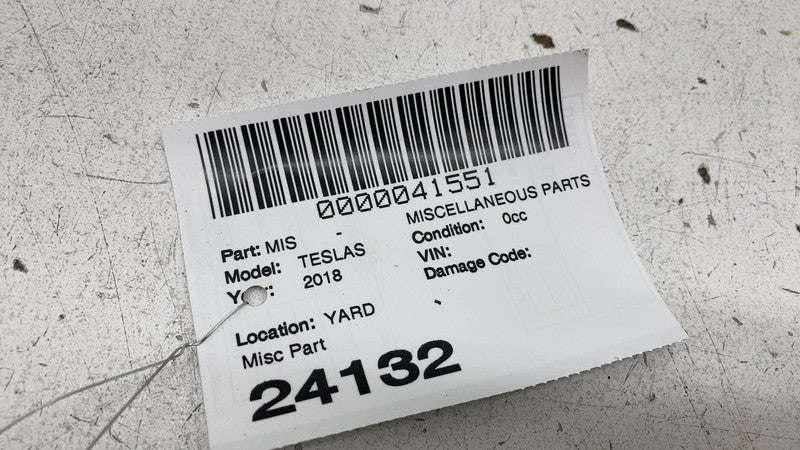 0000041551
Part: MIS - MISCELLANEOUS PARTS
Model: TESLAS Condition: 0cc
2018 VIN:
Damage Code:
Location: YARD
Misc Part
24132